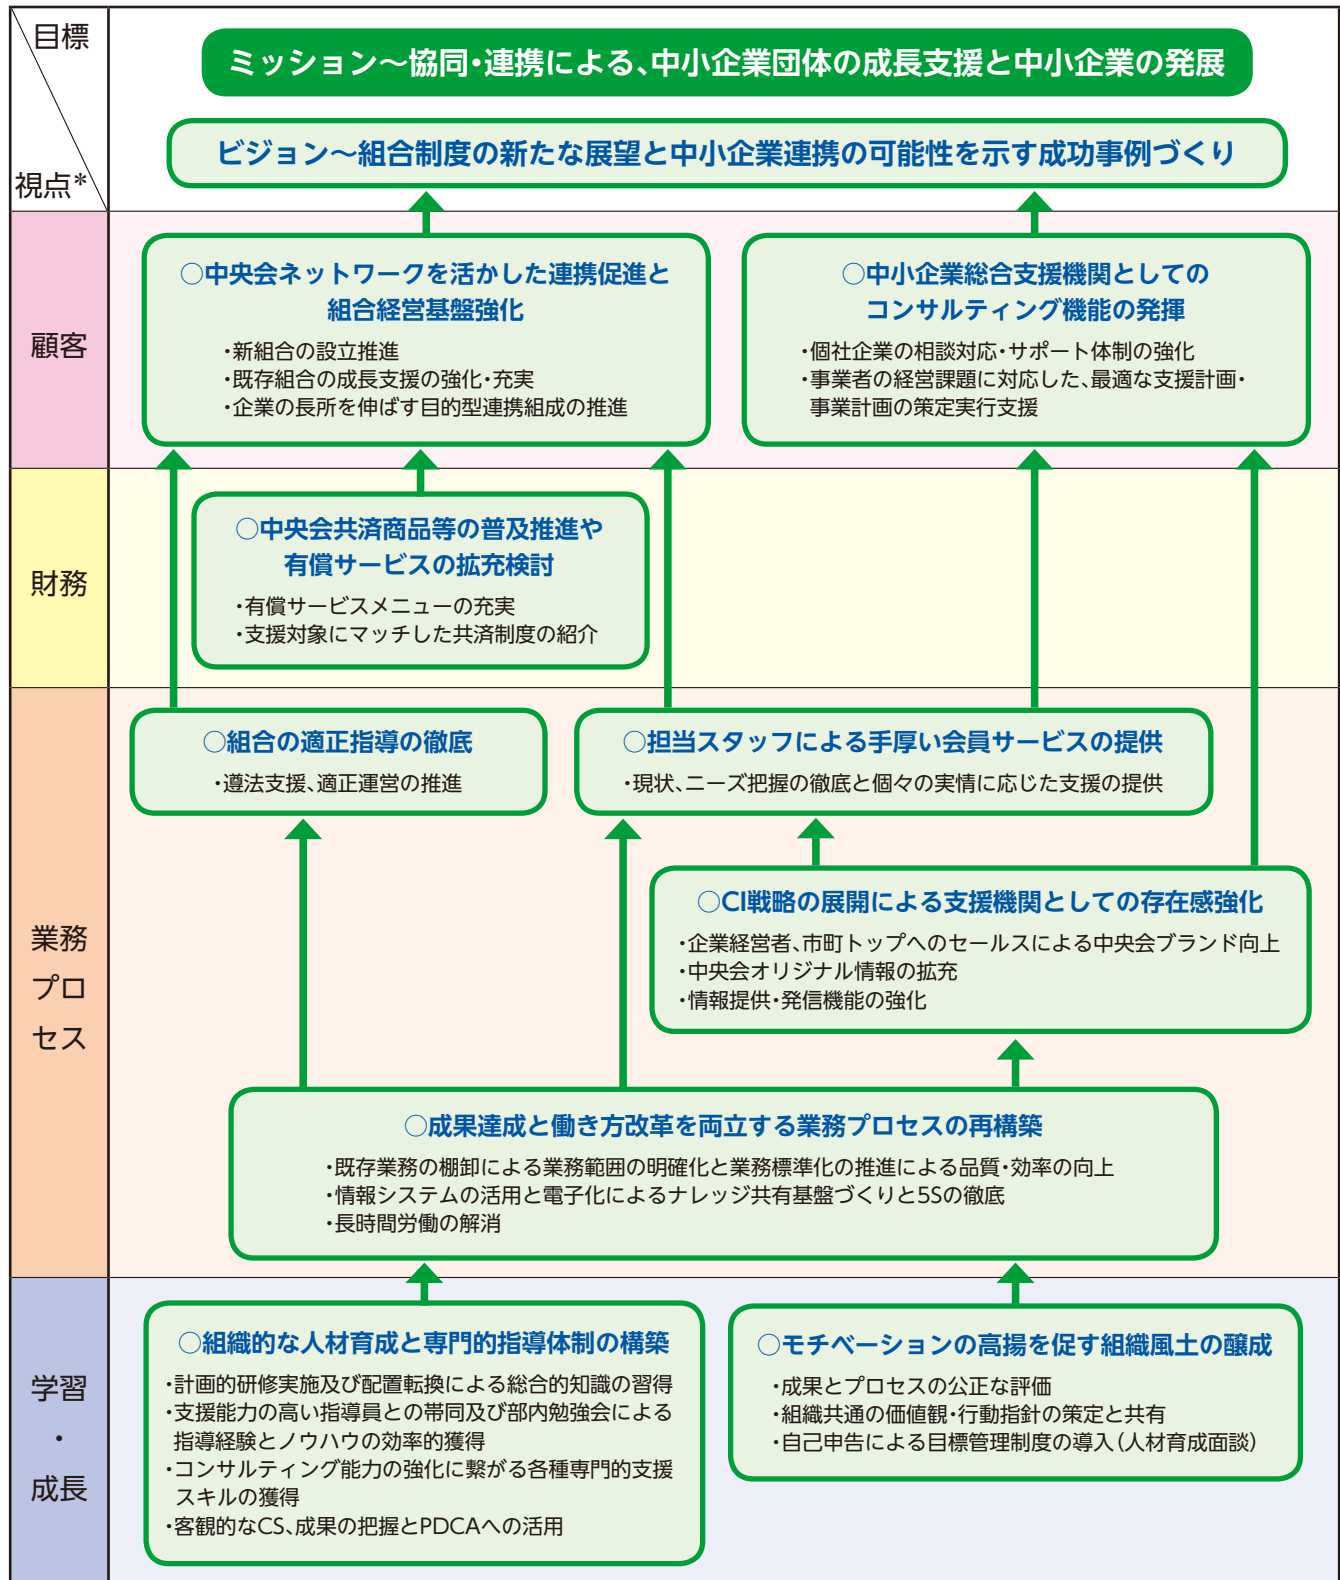 目標
視点*
ミッション～協同・連携による、中小企業団体の成長支援と中小企業の発展
ビジョン～組合制度の新たな展望と中小企業連携の可能性を示す成功事例づくり
顧客
○中央会ネットワークを活かした連携促進と
組合経営基盤強化
・新組合の設立推進
・既存組合の成長支援の強化・充実
・企業の長所を伸ばす目的型連携組成の推進
○中小企業総合支援機関としての
コンサルティング機能の発揮
・個社企業の相談対応・サポート体制の強化
・事業者の経営課題に対応した、最適な支援計画・
事業計画の策定実行支援
財務
○中央会共済商品等の普及推進や
有償サービスの拡充検討
・有償サービスメニューの充実
・支援対象にマッチした共済制度の紹介
業務
プロ
セス
○組合の適正指導の徹底
・遵法支援、適正運営の推進
○担当スタッフによる手厚い会員サービスの提供
・現状、ニーズ把握の徹底と個々の実情に応じた支援の提供
○CI戦略の展開による支援機関としての存在感強化
・企業経営者、市町トップへのセールスによる中央会ブランド向上
・中央会オリジナル情報の拡充
・情報提供・発信機能の強化
○成果達成と働き方改革を両立する業務プロセスの再構築
・既存業務の棚卸による業務範囲の明確化と業務標準化の推進による品質・効率の向上
・情報システムの活用と電子化によるナレッジ共有基盤づくりと5Sの徹底
・長時間労働の解消
学習
・
成長
○組織的な人材育成と専門的指導体制の構築
・計画的研修実施及び配置転換による総合的知識の習得
・支援能力の高い指導員との帯同及び部内勉強会による
指導経験とノウハウの効率的獲得
・コンサルティング能力の強化に繋がる各種専門的支援
スキルの獲得
・客観的なCS、成果の把握とPDCAへの活用
○モチベーションの高揚を促す組織風土の醸成
・成果とプロセスの公正な評価
・組織共通の価値観・行動指針の策定と共有
・自己申告による目標管理制度の導入（人材育成面談）